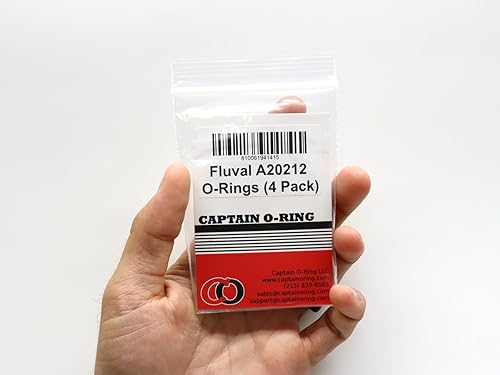 810061941415
Fluval A20212
O-Rings (4 Pack)
CAPTAIN O-RING
Captain O-Ring LLC
www.captainoring.com
(215) 839-6565
sales@captainoring.com
support@captainoring.com